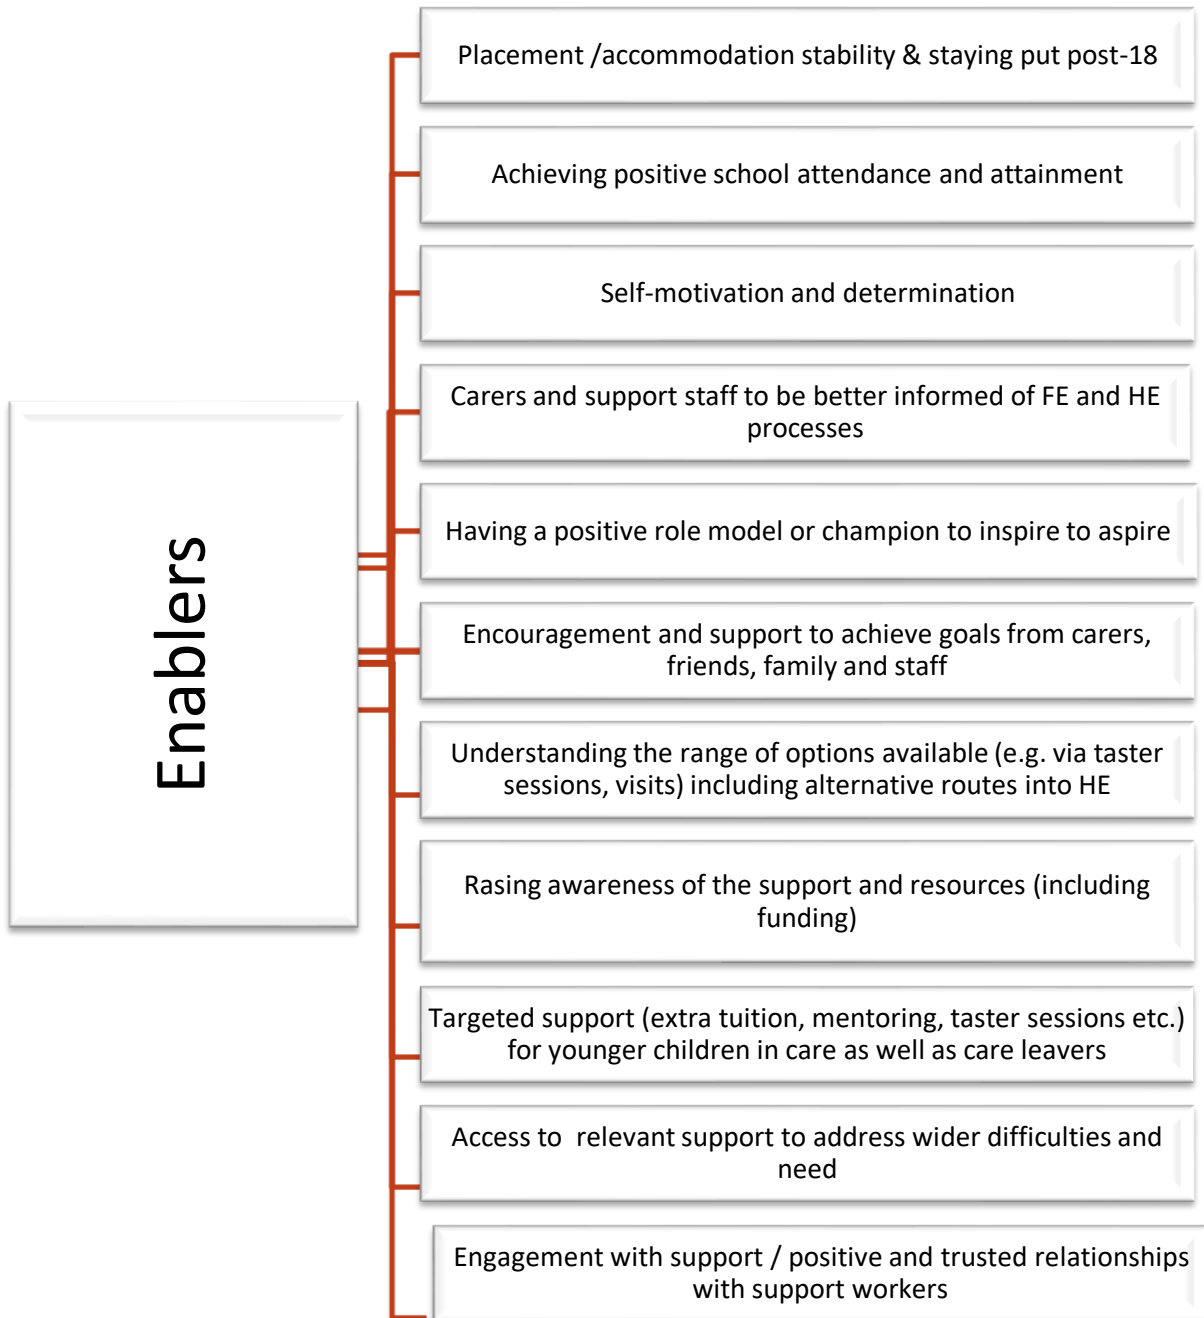 Placement /accommodation stability & staying put post-18
Achieving positive school attendance and attainment
Self-motivation and determination
Carers and support staff to be better informed of FE and HE
processes
Having a positive role model or champion to inspire to aspire
Enablers
Encouragement and support to achieve goals from carers,
friends, family and staff
Understanding the range of options available (e.g. via taster
sessions, visits) including alternative routes into HE
Rasing awareness of the support and resources (including
funding)
Targeted support (extra tuition, mentoring, taster sessions etc.)
for younger children in care as well as care leavers
Access to  relevant support to address wider difficulties and
need
Engagement with support / positive and trusted relationships
with support workers